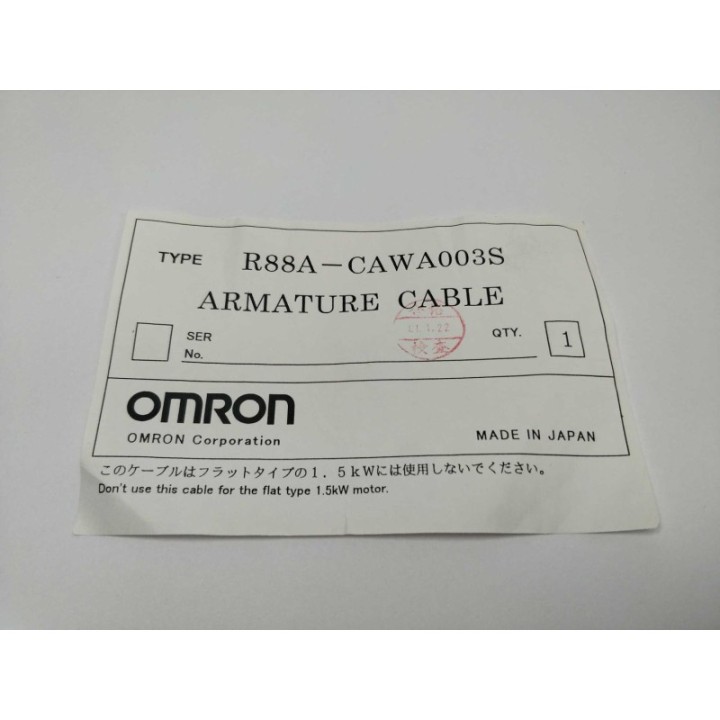 TYPE R88A-CAWA003S
ARMATURE CABLE
SER
No.
QTY. 1
検査
OMRON
OMRON Corporation
MADE IN JAPAN
このケーブルはフラットタイプの1.5kWには使用しないでください。
Don't use this cable for the flat type 1.5kW motor.